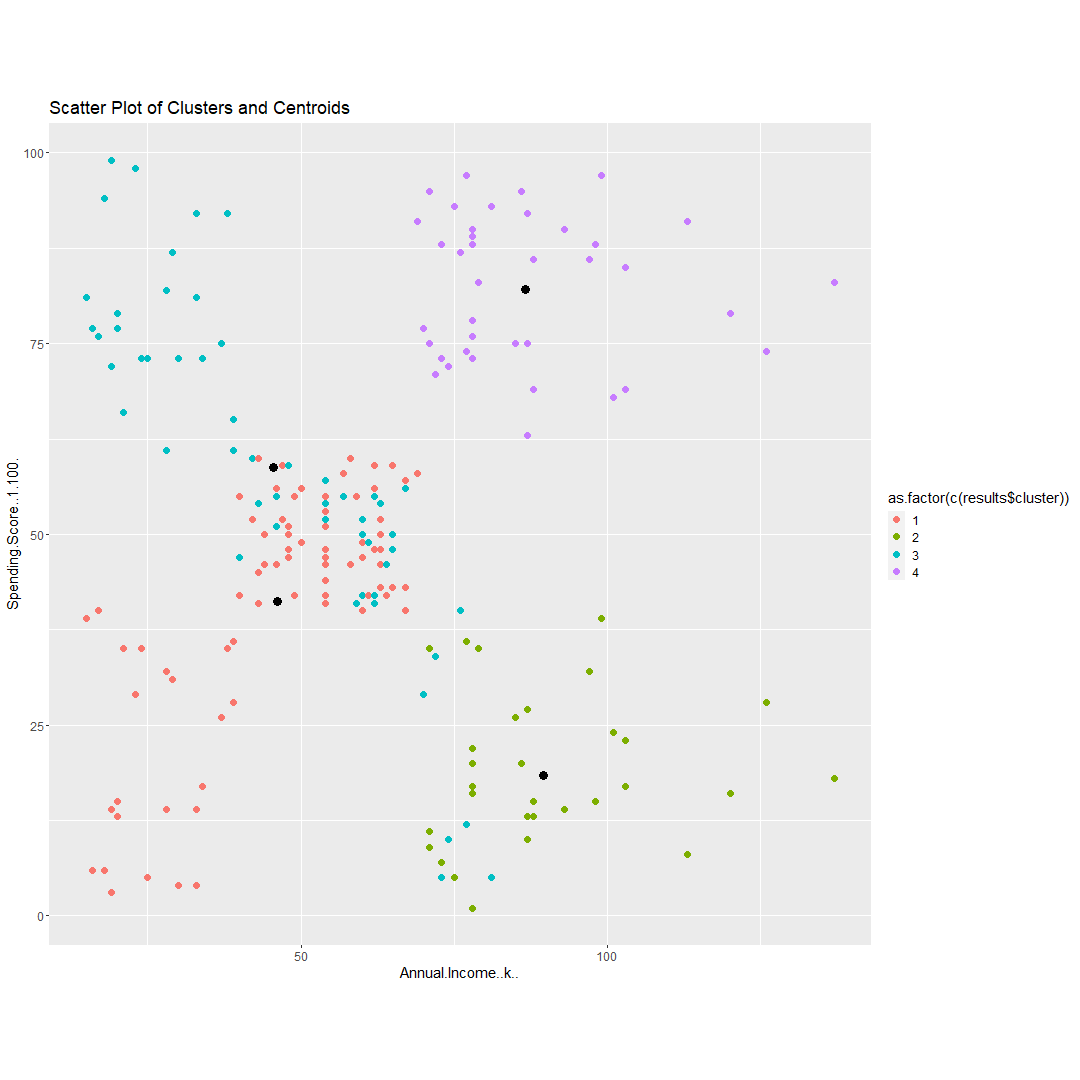 Scatter Plot of Clusters and Centroids
100
75
50
25
0
Spending.Score..1.100.
50
100
Annual.Income..k..
as.factor(c(results$cluster))
1
2
3
4